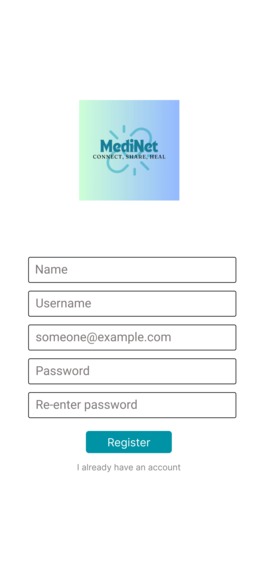 MediNet
CONNECT, SHARE, HEAL
Name
Username
someone@example.com
Password
Re-enter password
Register
I already have an account